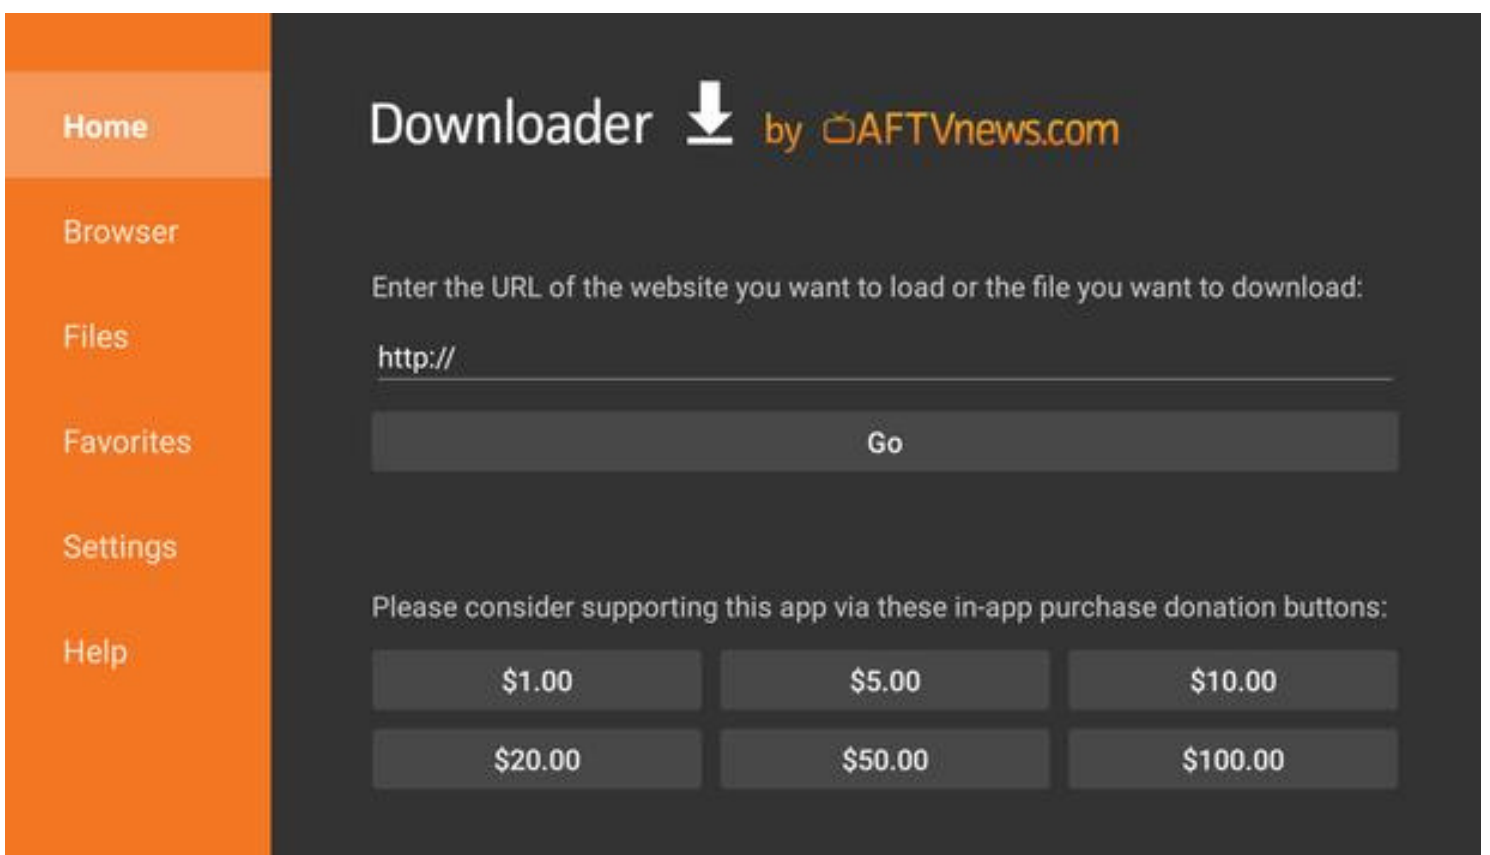 Home
Browser
Files
Favorites
Settings
Help
Downloader by AFTVnews.com
Enter the URL of the website you want to load or the file you want to download:
http://
Go
Please consider supporting this app via these in-app purchase donation buttons:
$1.00 $5.00 $10.00
$20.00 $50.00 $100.00